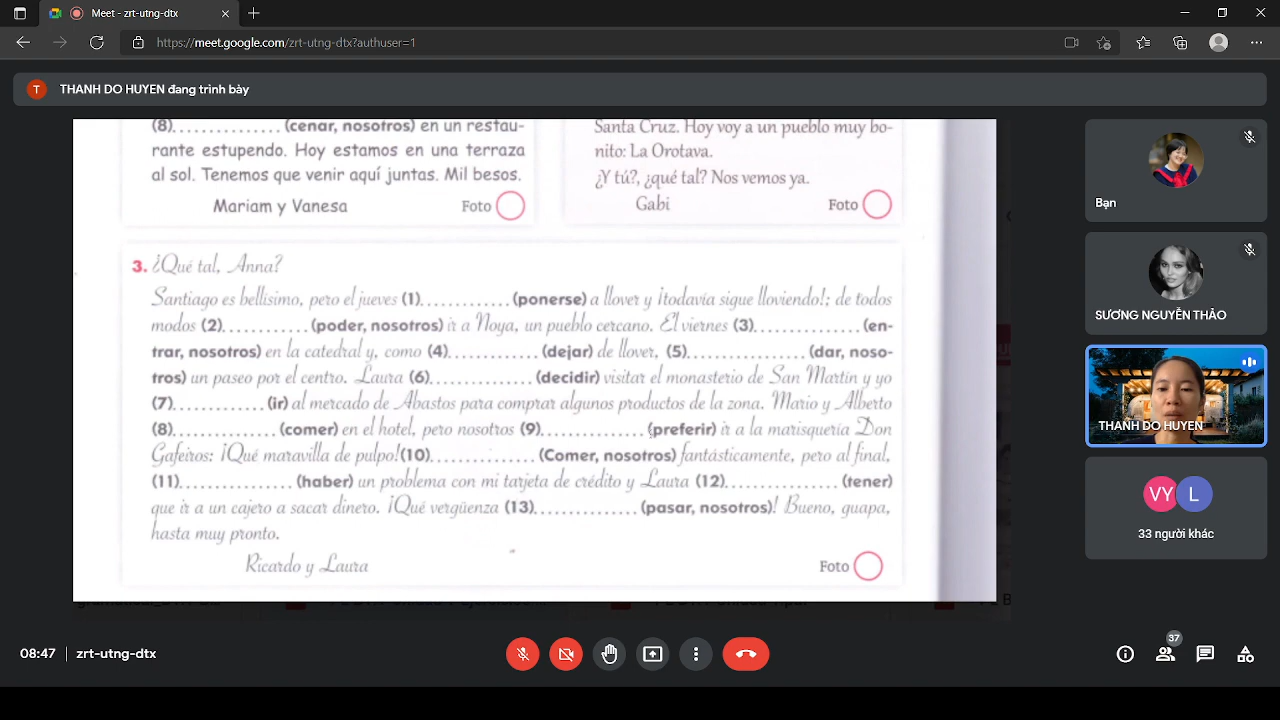 Meet - zrt-utng-dtx
https://meet.google.com/zrt-utng-dtx?authuser=1
T THANH DO HUYEN đang trình bày
(8)................(cenar, nosotros) en un restau-
rante estupendo. Hoy estamos en una terraza
al sol. Tenemos que venir aquí juntas. Mil besos.
Mariam y Vanesa
Foto
Santa Cruz. Hoy voy a un pueblo muy bo-
nito: La Orotava.
¿Y tú?, ¿qué tal? Nos vemos ya.
Gabi
Foto
3. ¿Qué tal, Anna?
Santiago es bellísimo, pero el jueves (1)............(ponerse) a llover y ¡todavía sigue lloviendo!; de todos
modos (2)............(poder, nosotros) ir a Noya, un pueblo cercano. El viernes (3)...............(en-
trar, nosotros) en la catedral y, como (4)............(dejar) de llover, (5)................(dar, noso-
tros) un paseo por el centro. Laura (6)..............(decidir) visitar el monasterio de San Martín y yo
(7).............(ir) al mercado de Abastos para comprar algunos productos de la zona. Mario y Alberto
(8)..............(comer) en el hotel, pero nosotros (9)..............(preferir) ir a la marisquería Don
Gafeiros: ¡Qué maravilla de pulpo!(10)..............(Comer, nosotros) fantásticamente, pero al final,
(11)................(haber) un problema con mi tarjeta de crédito y Laura (12)...............(tener)
que ir a un cajero a sacar dinero. ¡Qué vergüenza (13)..............(pasar, nosotros)! Bueno, guapa,
hasta muy pronto.
Ricardo y Laura
Foto
Bạn
SƯƠNG NGUYỄN THẢO
THANH DO HUYEN
VY L
33 người khác
08:47 | zrt-utng-dtx
37